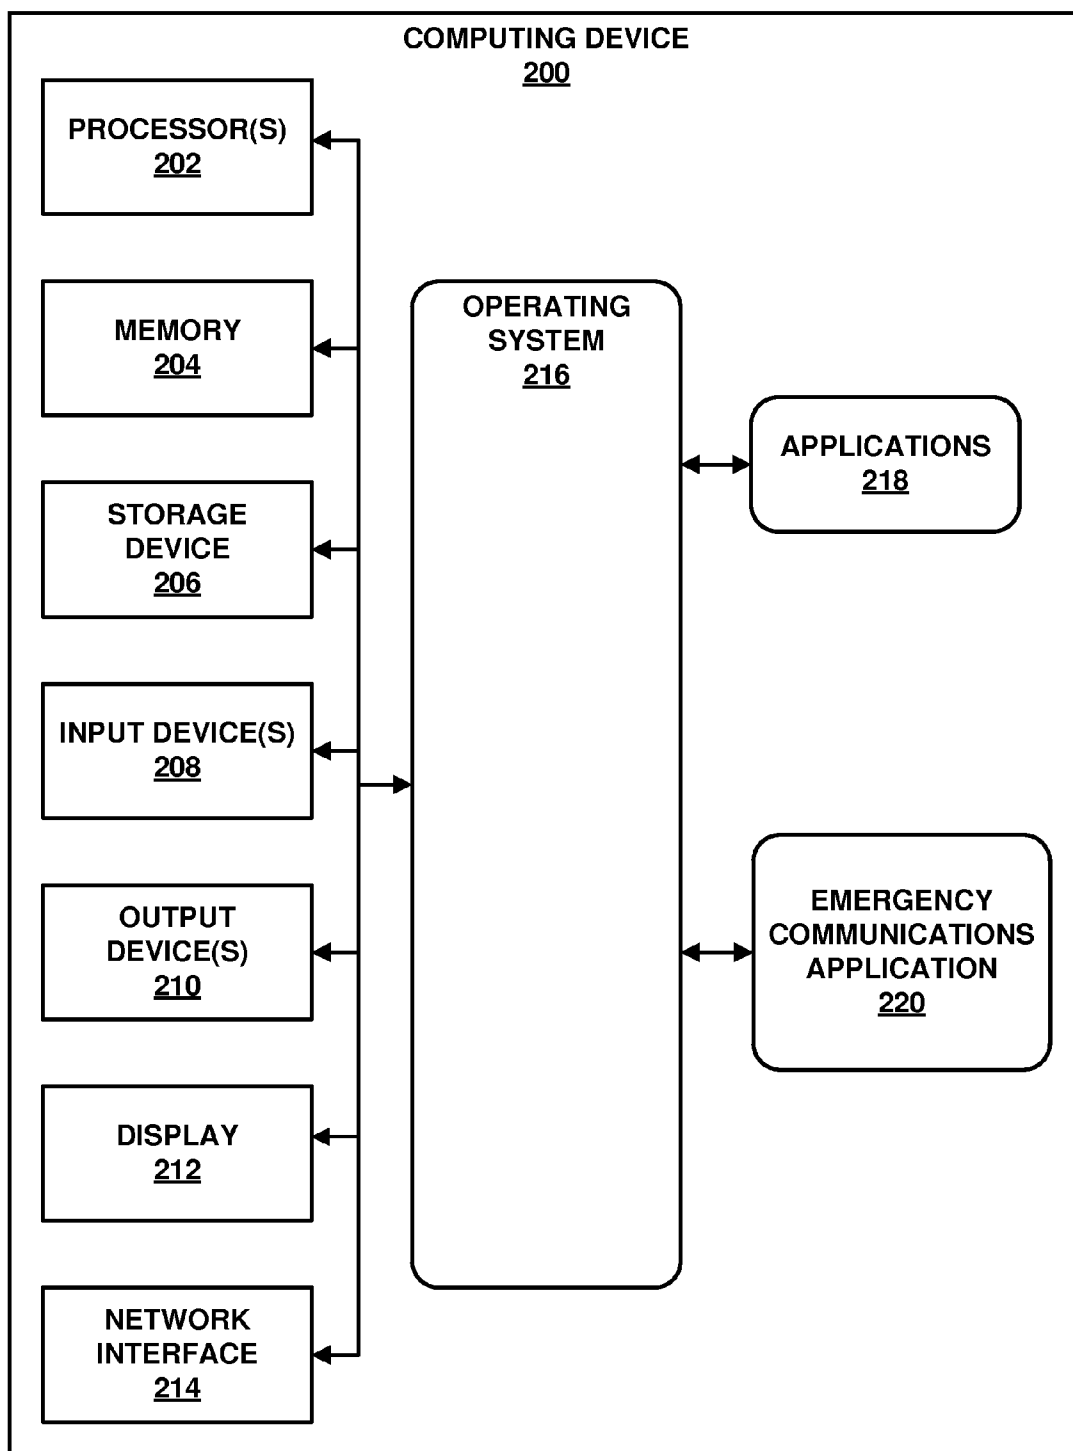 COMPUTING DEVICE
200
PROCESSOR(S)
202
MEMORY
204
STORAGE
DEVICE
206
INPUT DEVICE(S)
208
OUTPUT
DEVICE(S)
210
DISPLAY
212
NETWORK
INTERFACE
214
OPERATING
SYSTEM
216
APPLICATIONS
218
EMERGENCY
COMMUNICATIONS
APPLICATION
220